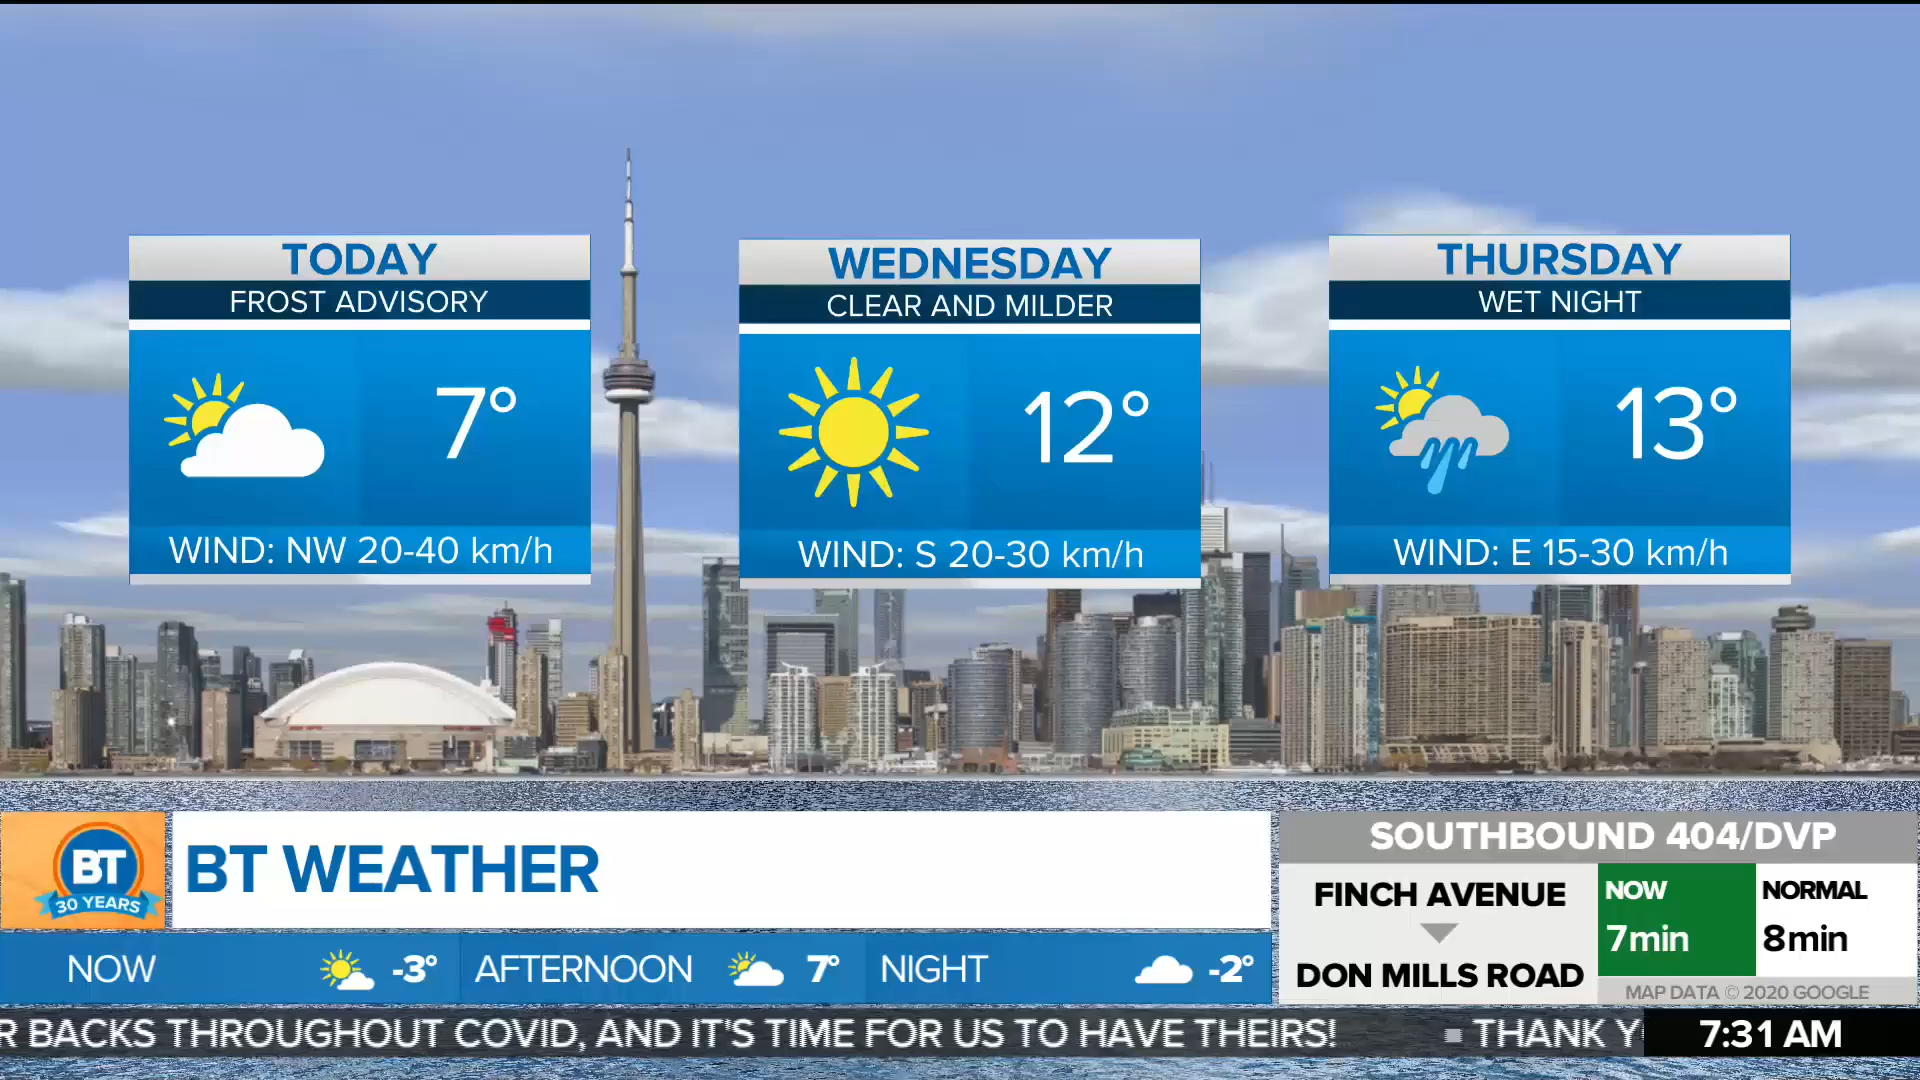 TODAY
FROST ADVISORY
7°
WIND: NW 20-40 km/h
WEDNESDAY
CLEAR AND MILDER
12°
WIND: S 20-30 km/h
THURSDAY
WET NIGHT
13°
WIND: E 15-30 km/h
BT
30 YEARS
BT WEATHER
NOW -3°
AFTERNOON 7°
NIGHT -2°
SOUTHBOUND 404/DVP
FINCH AVENUE
DON MILLS ROAD
NOW
7min
NORMAL
8min
MAP DATA © 2020 GOOGLE
R BACKS THROUGHOUT COVID, AND IT'S TIME FOR US TO HAVE THEIRS! ▪ THANK Y
7:31 AM